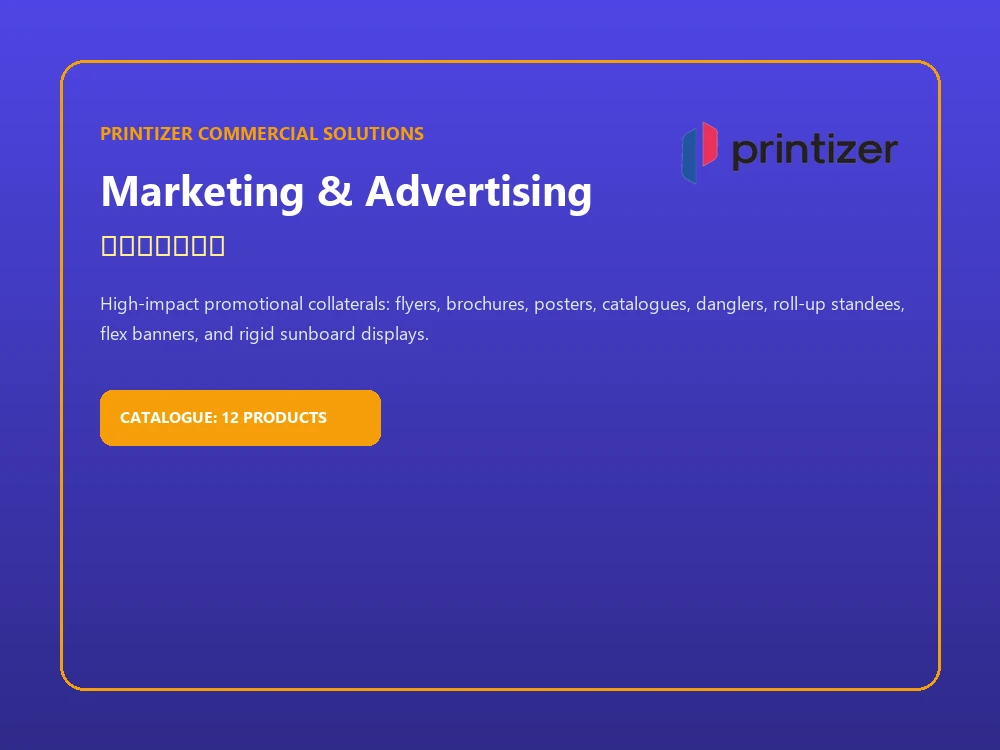 PRINTIZER COMMERCIAL SOLUTIONS
printizer
Marketing & Advertising
High-impact promotional collaterals: flyers, brochures, posters, catalogues, danglers, roll-up standees,
flex banners, and rigid sunboard displays.
CATALOGUE: 12 PRODUCTS